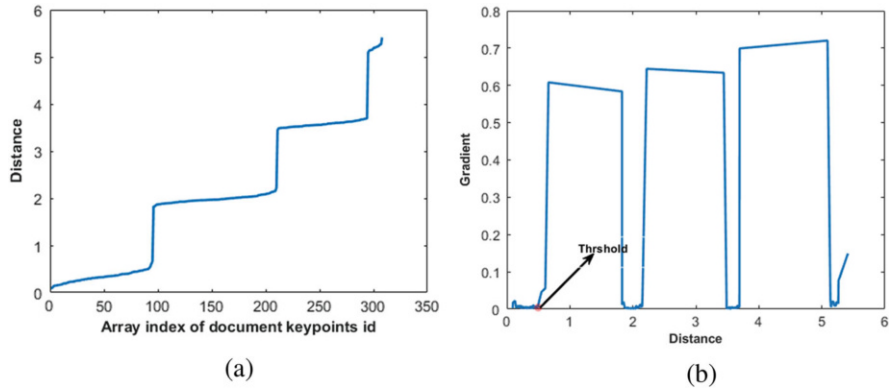 6
5
4
3
2
1
0
Distance
0 50 100 150 200 250 300 350
Array index of document keypoints id
(a)
0.8
0.7
0.6
0.5
0.4
0.3
0.2
0.1
0
Gradient
Thrshold
0 1 2 3 4 5 6
Distance
(b)